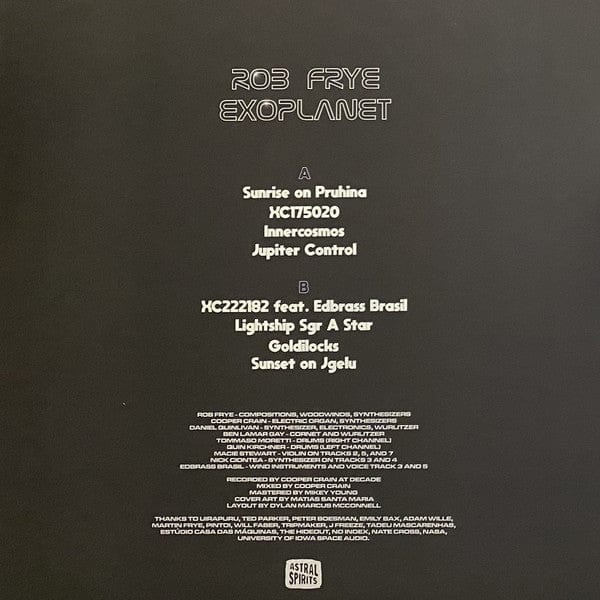 ROB FRYE
EXOPLANET
A
Sunrise on Pruhina
XC175020
Innercosmos
Jupiter Control
B
XC222182 feat. Edbrass Brasil
Lightship Sgr A Star
Goldilocks
Sunset on Jgelu
ROB FRYE - COMPOSITIONS, WOODWINDS, SYNTHESIZERS
COOPER CRAIN - ELECTRIC ORGAN, SYNTHESIZERS
DANIEL QUINLIVAN - SYNTHESIZER, ELECTRONICS, WURLITZER
BEN LAMAR GAY - CORNET AND WURLITZER
TOMMASO MORETTI - DRUMS (RIGHT CHANNEL)
QUIN KIRCHNER - DRUMS (LEFT CHANNEL)
MACIE STEWART - VIOLIN ON TRACKS 2, 5, AND 7
NICK CIONTEA - SYNTHESIZER ON TRACKS 3 AND 4
EDBRASS BRASIL - WIND INSTRUMENTS AND VOICE TRACK 3 AND 5
RECORDED BY COOPER CRAIN AT DECADE
MIXED BY COOPER CRAIN
MASTERED BY MIKEY YOUNG
COVER ART BY MATIAS SANTA MARIA
LAYOUT BY DYLAN MARCUS MCCONNELL
THANKS TO UIRAPURU, TED PARKER, PETER BOESMAN, EMILY BAX, ADAM WILLE,
MARTIN FRYE, PINTO, WILL FABER, TRIPMAKER, J FREEZE, TADEU MASCARENHAS,
ESTÚDIO CASA DAS MÁQUINAS, THE HIDEOUT, NO INDEX, NATE CROSS, NASA,
UNIVERSITY OF IOWA SPACE AUDIO.
ASTRAL
SPIRITS